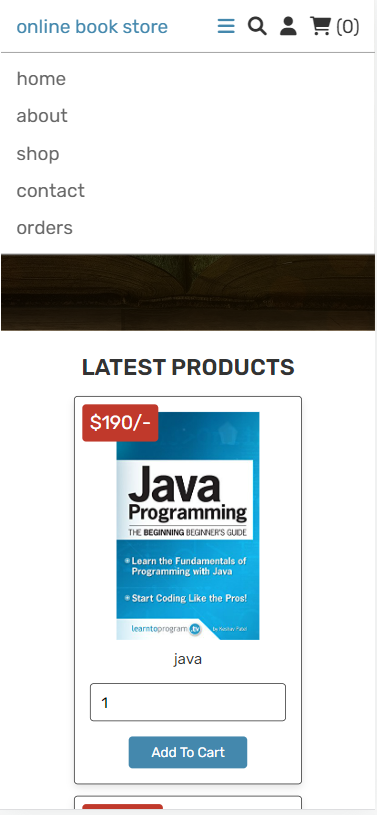 online book store (0)
home
about
shop
contact
orders
LATEST PRODUCTS
$190/-
Java
Programming
THE BEGINNING BEGINNER'S GUIDE
Learn the Fundamentals of
Programming with Java
Start Coding Like the Pros!
learntoprogram.tv by Neerav Patel
java
1
Add To Cart